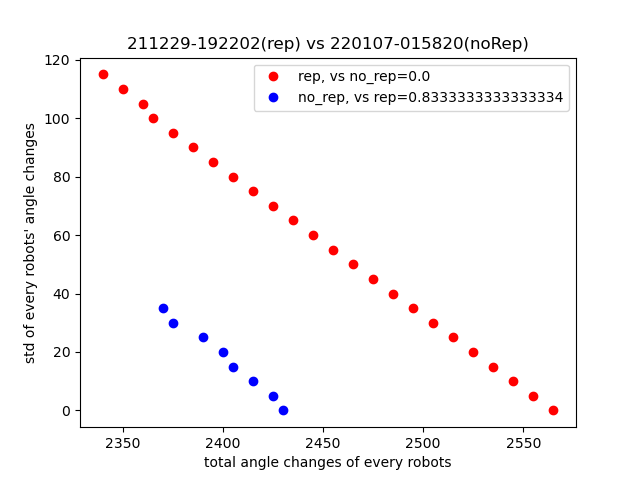 211229-192202(rep) vs 220107-015820(noRep)
rep, vs no_rep=0.0
no_rep, vs rep=0.8333333333333334
std of every robots' angle changes
120
100
80
60
40
20
0
2350 2400 2450 2500 2550
total angle changes of every robots